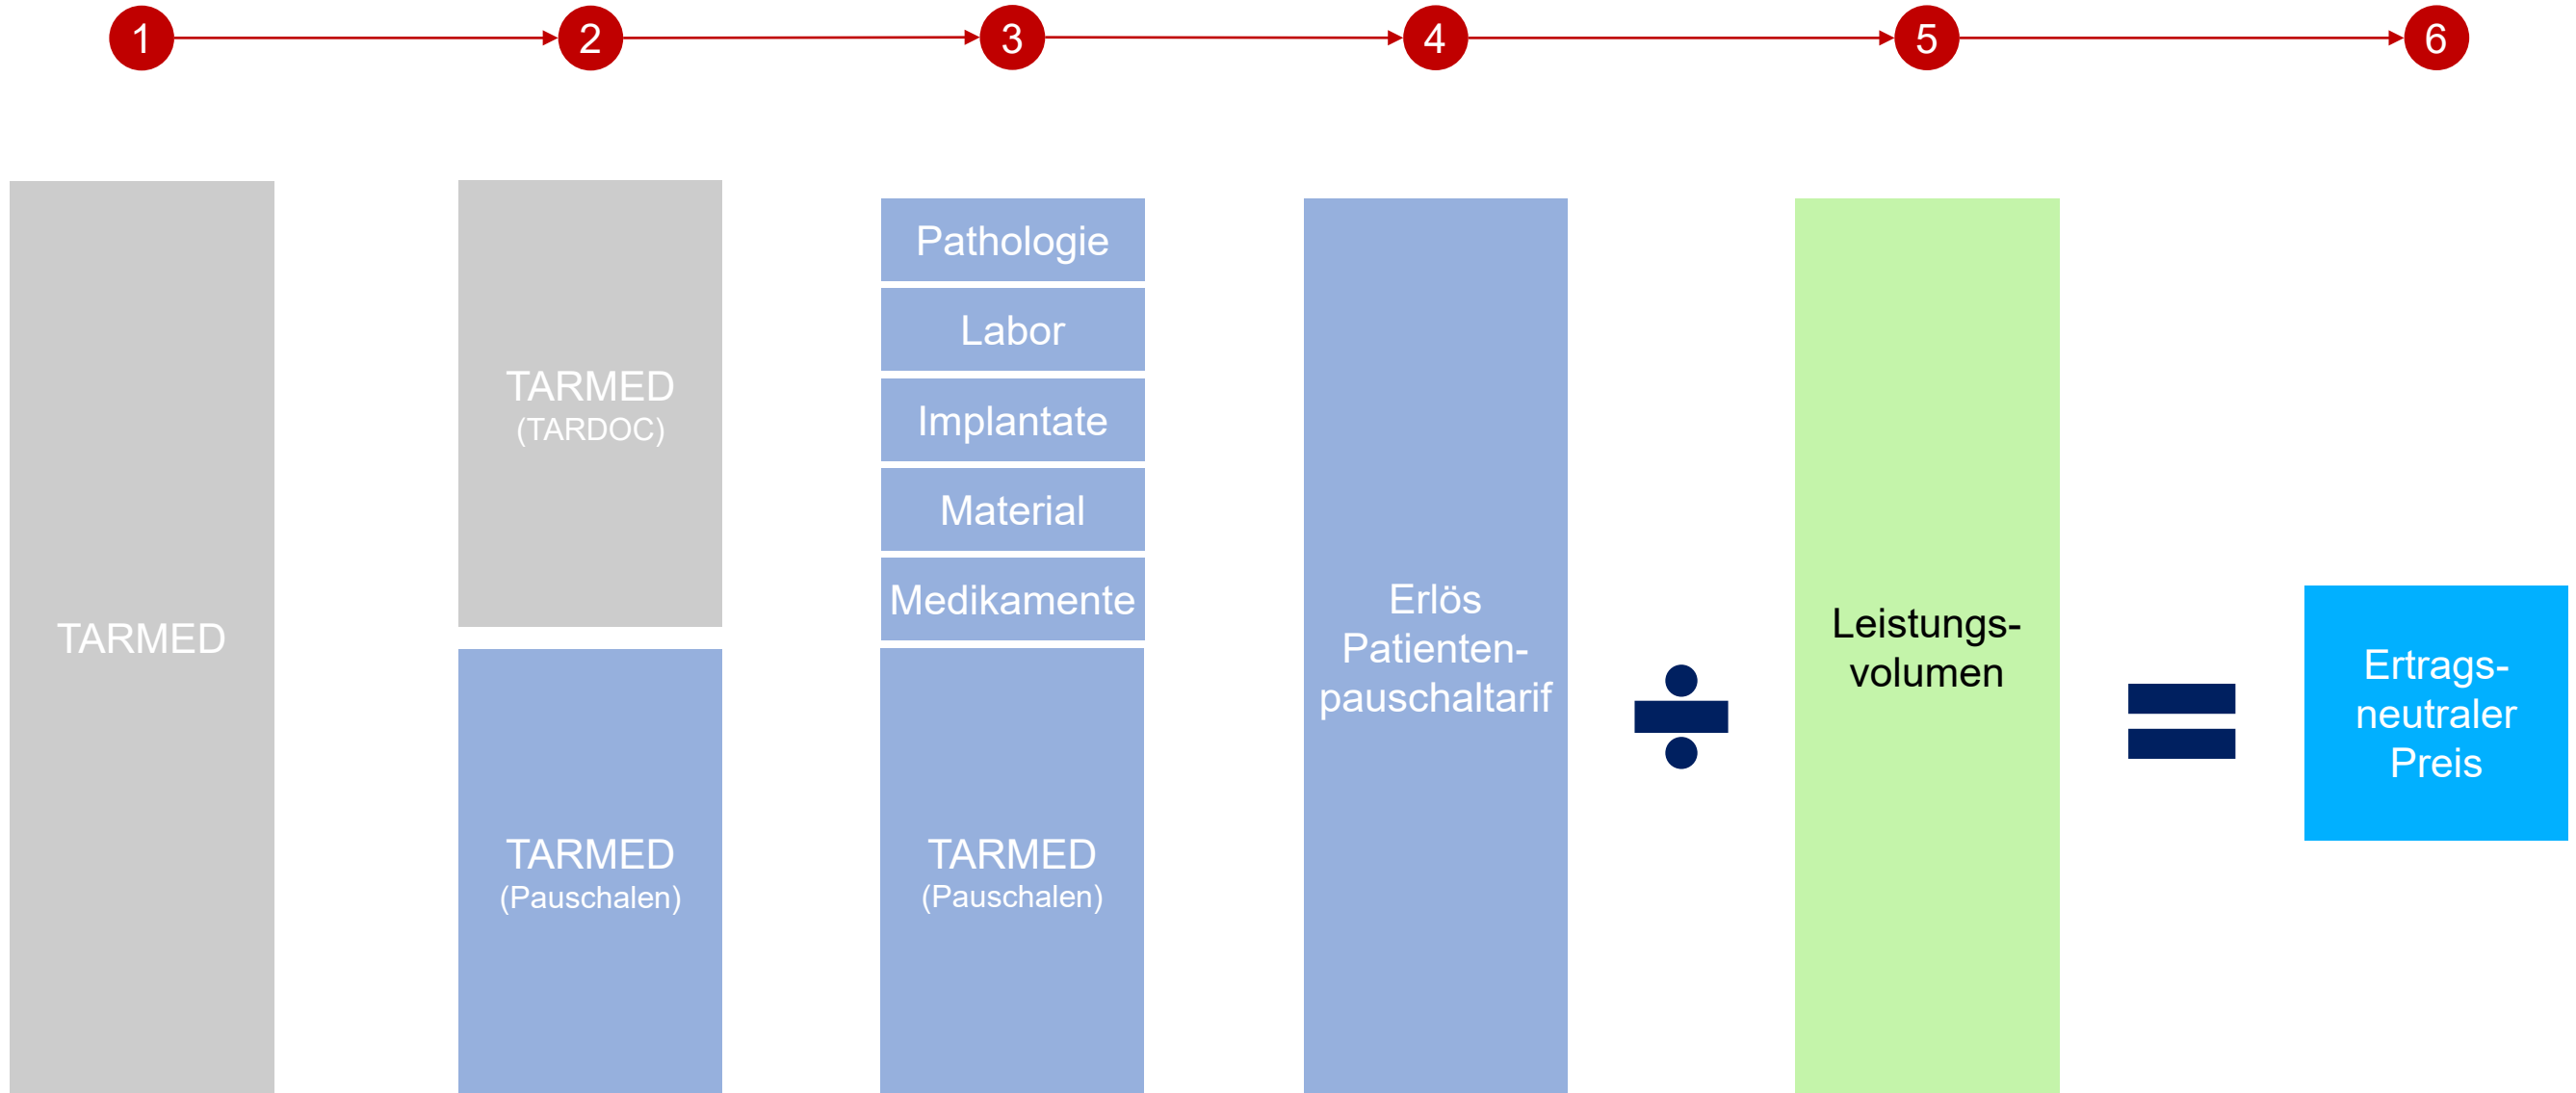 1
2
3
4
5
6
TARMED
TARMED
(TARDOC)
TARMED
(Pauschalen)
Pathologie
Labor
Implantate
Material
Medikamente
TARMED
(Pauschalen)
Erlös
Patienten-
pauschaltarif
Leistungs-
volumen
Ertrags-
neutraler
Preis